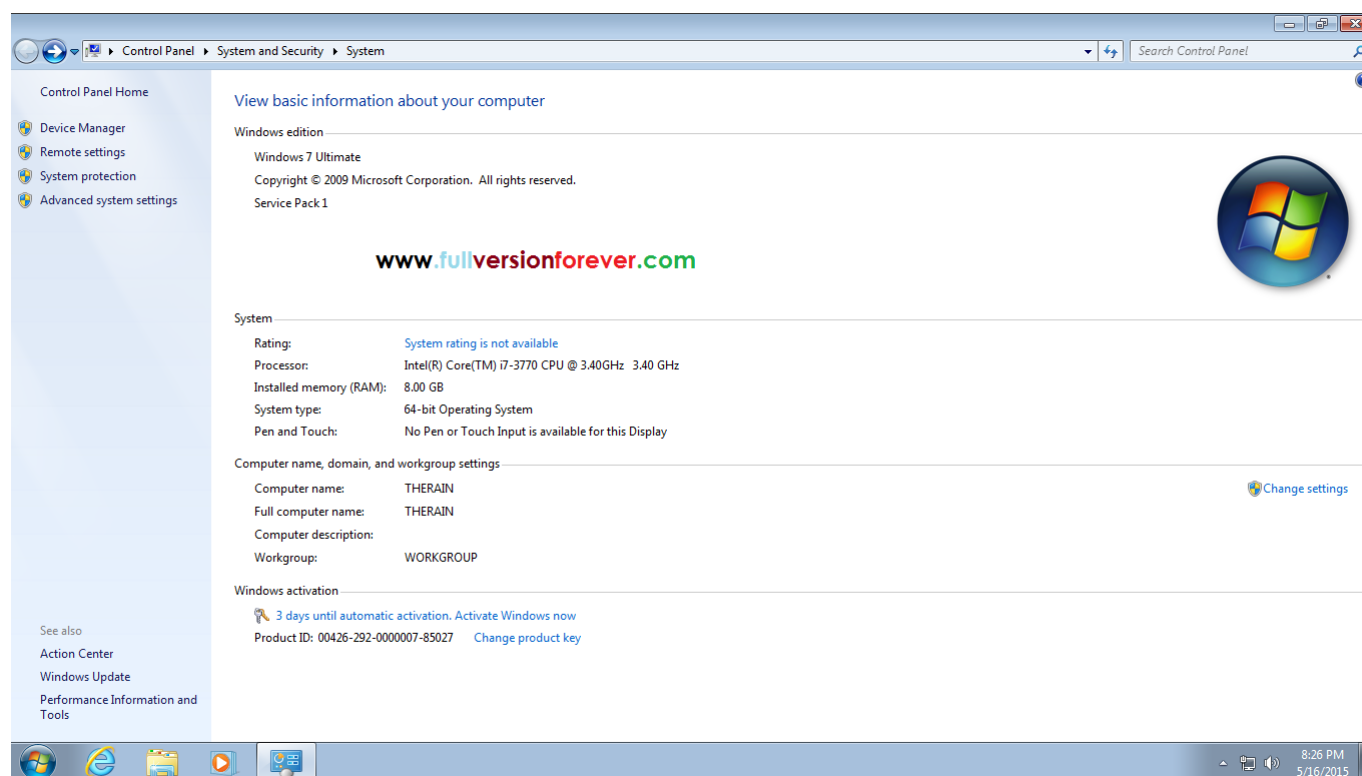 Control Panel System and Security System
Search Control Panel
Control Panel Home
Device Manager
Remote settings
System protection
Advanced system settings
View basic information about your computer
Windows edition
Windows 7 Ultimate
Copyright © 2009 Microsoft Corporation. All rights reserved.
Service Pack 1
www.fullversionforever.com
System
Rating: System rating is not available
Processor: Intel(R) Core(TM) i7-3770 CPU @ 3.40GHz 3.40 GHz
Installed memory (RAM): 8.00 GB
System type: 64-bit Operating System
Pen and Touch: No Pen or Touch Input is available for this Display
Computer name, domain, and workgroup settings
Computer name: THERAIN
Change settings
Full computer name: THERAIN
Computer description:
Workgroup: WORKGROUP
Windows activation
3 days until automatic activation. Activate Windows now
Product ID: 00426-292-0000007-85027 Change product key
See also
Action Center
Windows Update
Performance Information and
Tools
8:26 PM
5/16/2015